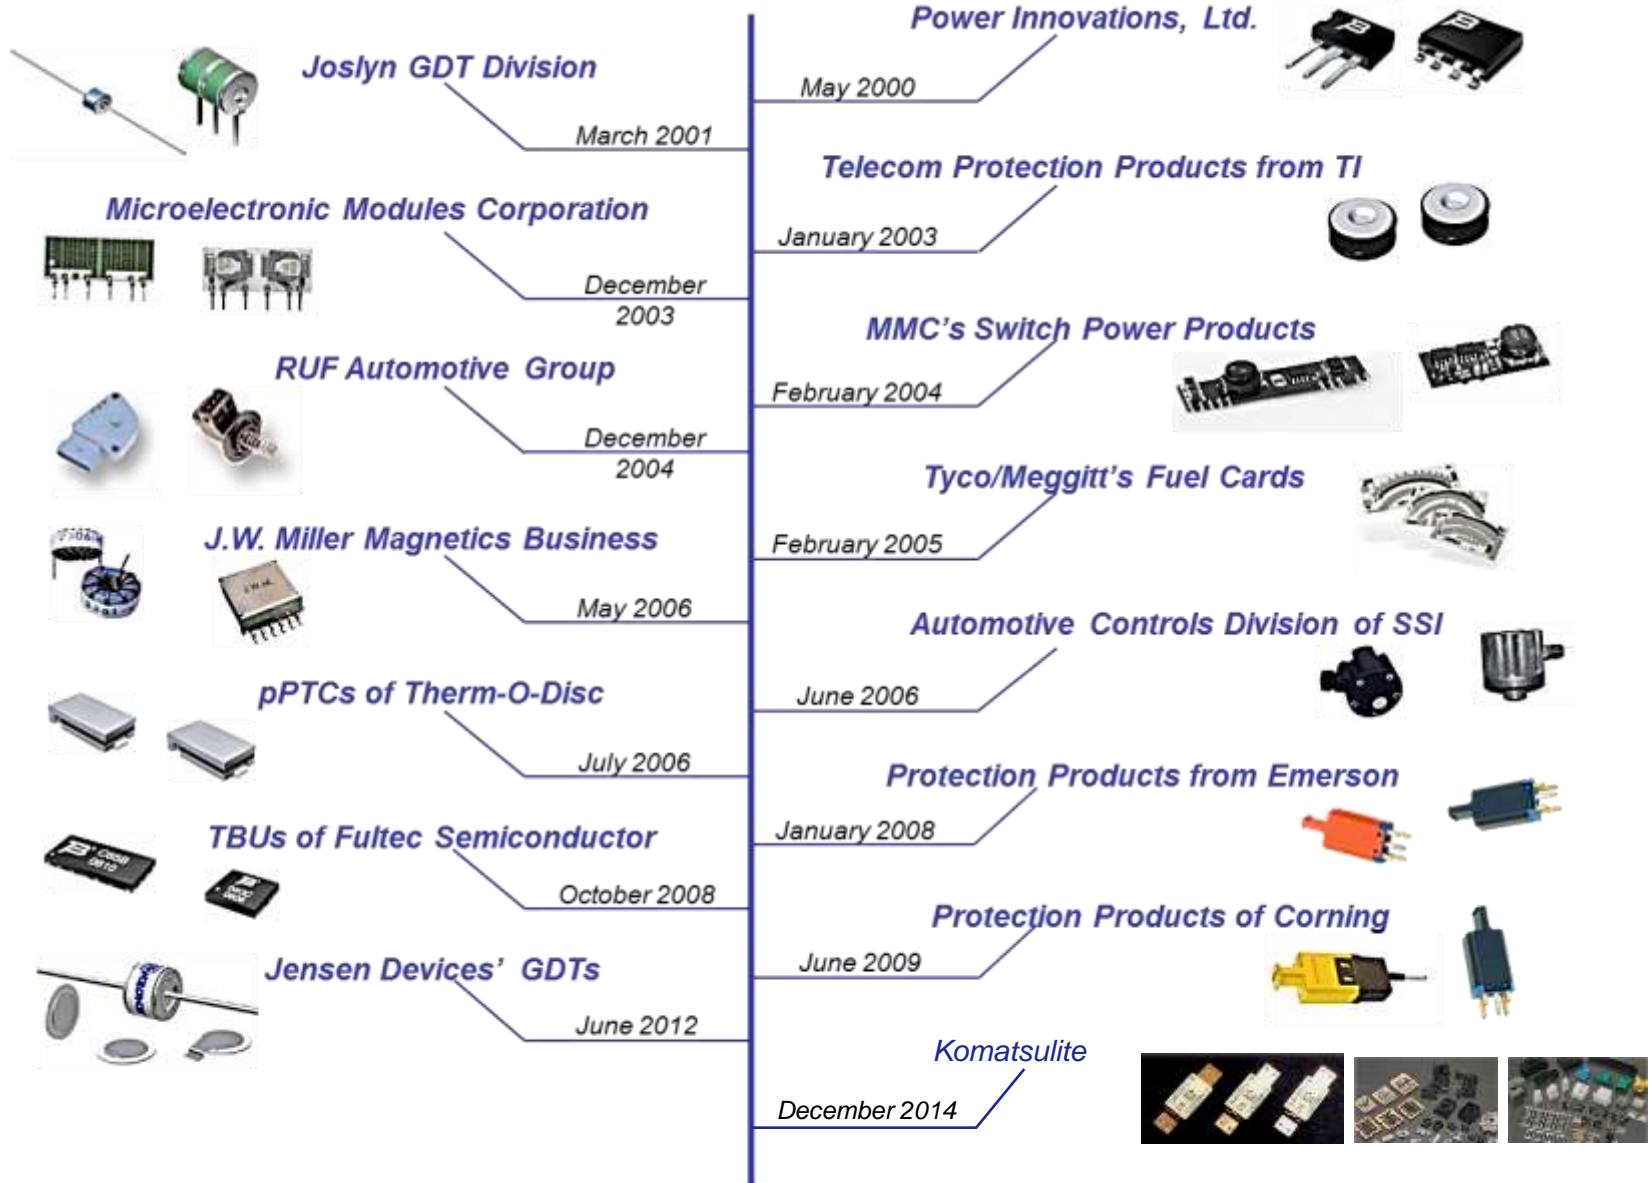 Power Innovations, Ltd.
May 2000
Joslyn GDT Division
March 2001
Telecom Protection Products from TI
January 2003
Microelectronic Modules Corporation
December
2003
MMC's Switch Power Products
February 2004
RUF Automotive Group
December
2004
Tyco/Meggitt's Fuel Cards
February 2005
J.W. Miller Magnetics Business
May 2006
Automotive Controls Division of SSI
June 2006
pPTCs of Therm-O-Disc
July 2006
Protection Products from Emerson
January 2008
TBUs of Fultec Semiconductor
October 2008
C85B
0810
Protection Products of Corning
June 2009
Jensen Devices' GDTs
June 2012
Komatsulite
December 2014